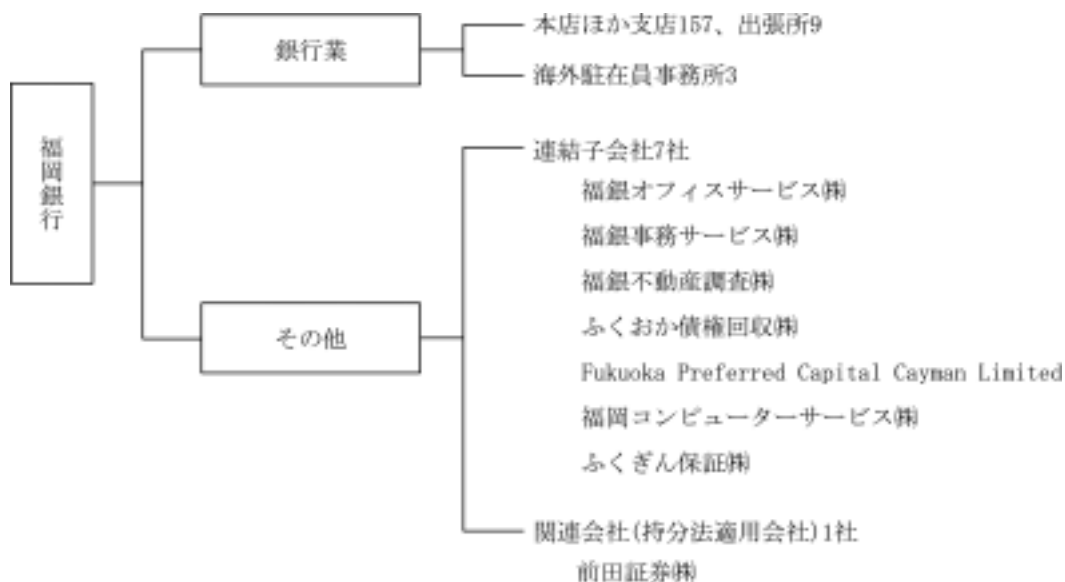 福岡銀行
銀行業
本店ほか支店157、出張所9
海外駐在員事務所3
その他
連結子会社7社
福銀オフィスサービス㈱
福銀事務サービス㈱
福銀不動産調査㈱
ふくおか債権回収㈱
Fukuoka Preferred Capital Cayman Limited
福岡コンピューターサービス㈱
ふくぎん保証㈱
関連会社(持分法適用会社)1社
前田証券㈱